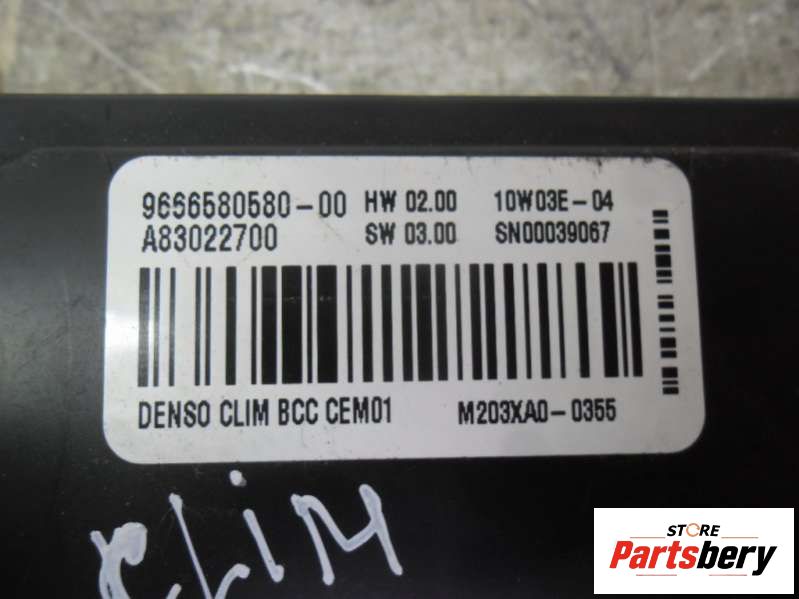 9666580580-00 HW 02.00 10W03E-04
A83022700 SW 03.00 SN00039067
DENSO CLIM BCC CEM01 M203XA0-0355
CLIM
STORE
Partsbery